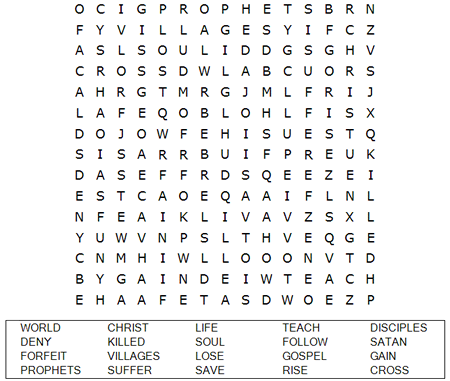 O C I G P R O P H E T S B R N
F Y V I L L A G E S Y I F C Z
A S L S O U L I D D G S G H V
C R O S S D W L A B C U O R S
A H R G T M R G J M L F R I J
L A F E Q O B L O H L F I S X
D O J O W F E H I S U E S T Q
S I S A R R B U I F P R E U K
D A S E F F R D S Q E E Z E I
E S T C A O E Q A A I F L N L
N F E A I K L I V A V Z S X L
Y U W V N P S L T H V E Q G E
C N M H I W L L O O O N V T D
B Y G A I N D E I W T E A C H
E H A A F E T A S D W O E Z P
WORLD CHRIST LIFE TEACH DISCIPLES
DENY KILLED SOUL FOLLOW SATAN
FORFEIT VILLAGES LOSE GOSPEL GAIN
PROPHETS SUFFER SAVE RISE CROSS